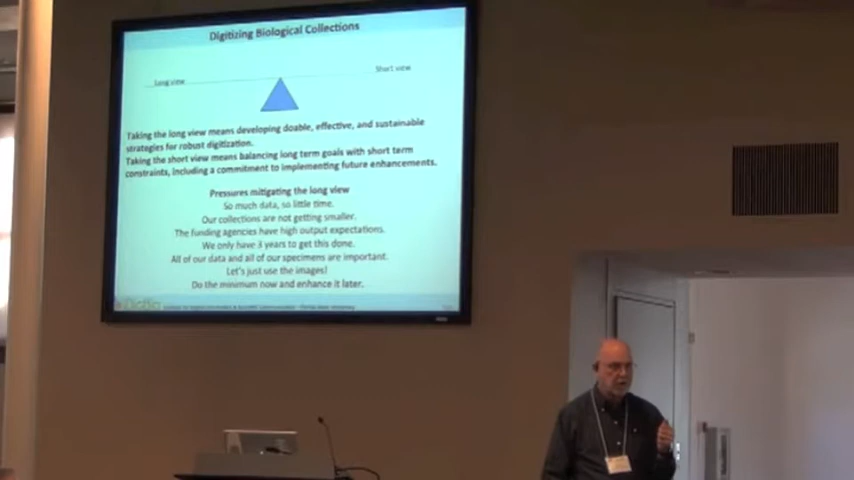 Digitizing Biological Collections
Long view
Short view
Taking the long view means developing doable, effective, and sustainable
strategies for robust digitization.
Taking the short view means balancing long term goals with short term
constraints, including a commitment to implementing future enhancements.
Pressures mitigating the long view
So much data, so little time.
Our collections are not getting smaller.
The funding agencies have high output expectations.
We only have 3 years to get this done.
All of our data and all of our specimens are important.
Let's just use the images!
Do the minimum now and enhance it later.